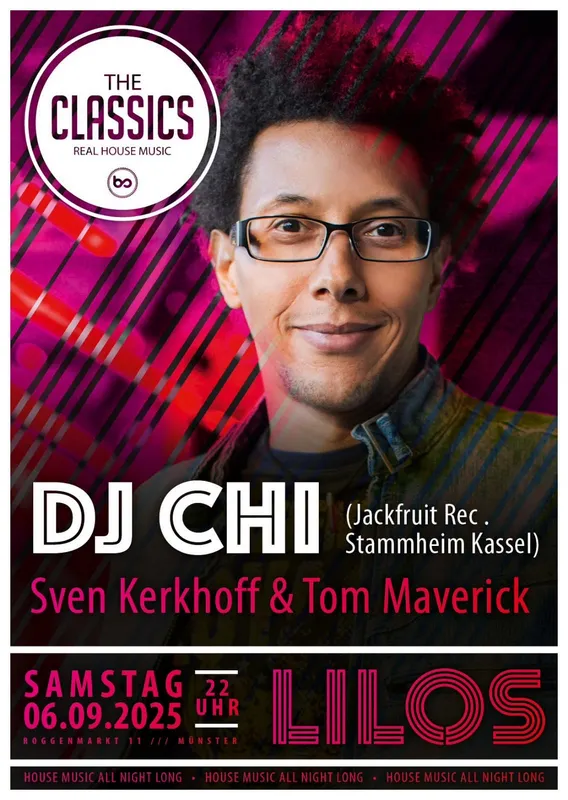 THE
CLASSICS
REAL HOUSE MUSIC
DJ CHI
(Jackfruit Rec .
Stammheim Kassel)
Sven Kerkhoff & Tom Maverick
SAMSTAG
06.09.2025
22
UHR
ROGGENMARKT 11 /// MÜNSTER
LILOS
HOUSE MUSIC ALL NIGHT LONG • HOUSE MUSIC ALL NIGHT LONG • HOUSE MUSIC ALL NIGHT LONG